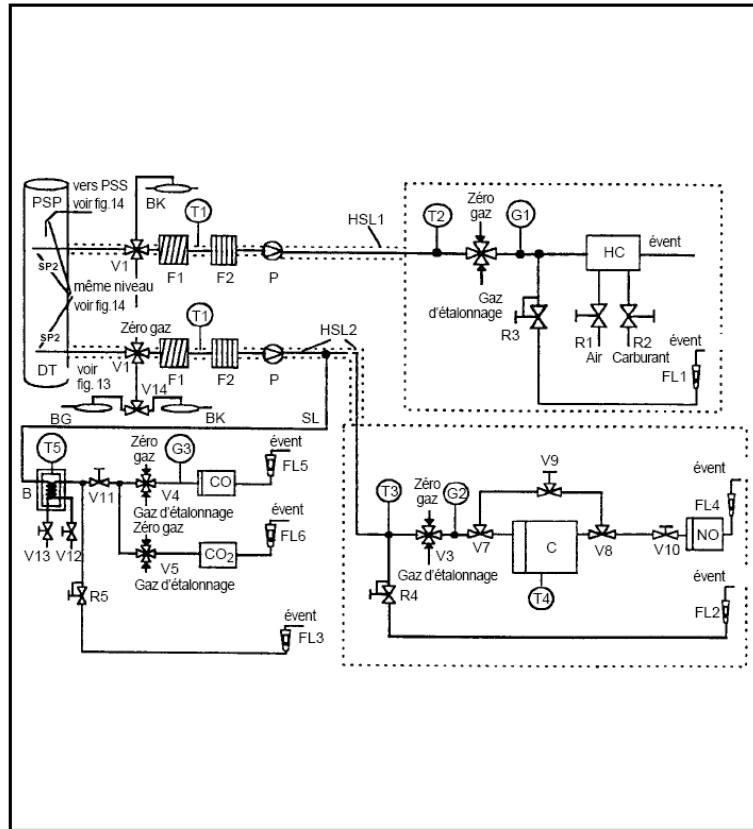 vers PSS
PSP
voir fig.14
BK
T1
HSL1
T2
Zéro
gaz
G1
HC
évent
SP2
V1
F1
F2
P
même niveau
voir fig.14
Gaz
d'étalonnage
R3
R1
Air
R2
Carburant
évent
FL1
SP2
Zéro gaz
T1
HSL2
DT
voir
fig.13
V1
F1
F2
P
V14
BG
BK
SL
T5
Zéro
gaz
G3
évent
FL5
B
V11
V4
CO
Gaz d'étalonnage
Zéro gaz
évent
FL6
V13
V12
V5
CO2
Gaz d'étalonnage
R5
évent
FL3
T3
Zéro
gaz
G2
V9
évent
FL4
V3
V7
C
V8
V10
NO
Gaz d'étalonnage
R4
T4
évent
FL2